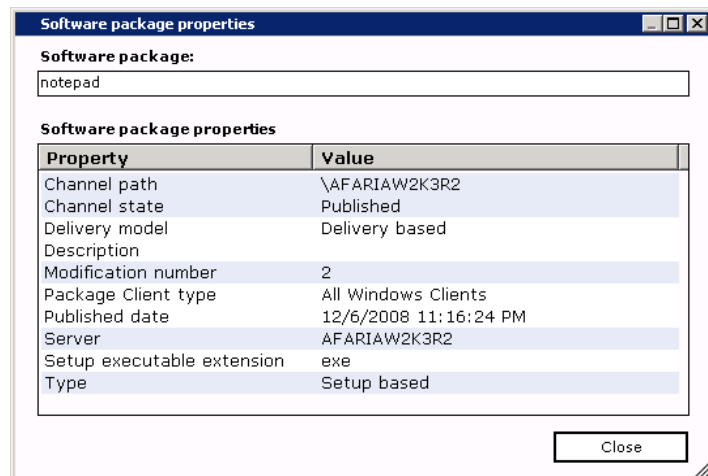 Software package properties
Software package:
notepad
Software package properties
Property Value
Channel path \AFARIAW2K3R2
Channel state Published
Delivery model Delivery based
Description
Modification number 2
Package Client type All Windows Clients
Published date 12/6/2008 11:16:24 PM
Server AFARIAW2K3R2
Setup executable extension exe
Type Setup based
Close